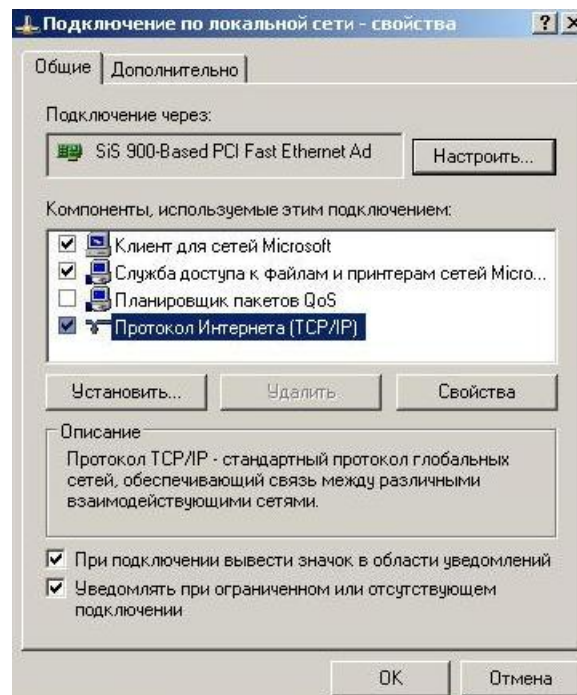 Подключение по локальной сети - свойства
Общие
Дополнительно
Подключение через:
SiS 900-Based PCI Fast Ethernet Ad
Настроить...
Компоненты, используемые этим подключением:
Клиент для сетей Microsoft
Служба доступа к файлам и принтерам сетей Micro...
Планировщик пакетов QoS
Протокол Интернета (TCP/IP)
Установить...
Удалить
Свойства
Описание
Протокол TCP/IP - стандартный протокол глобальных
сетей, обеспечивающий связь между различными
взаимодействующими сетями.
При подключении вывести значок в области уведомлений
Уведомлять при ограниченном или отсутствующем
подключении
OK
Отмена